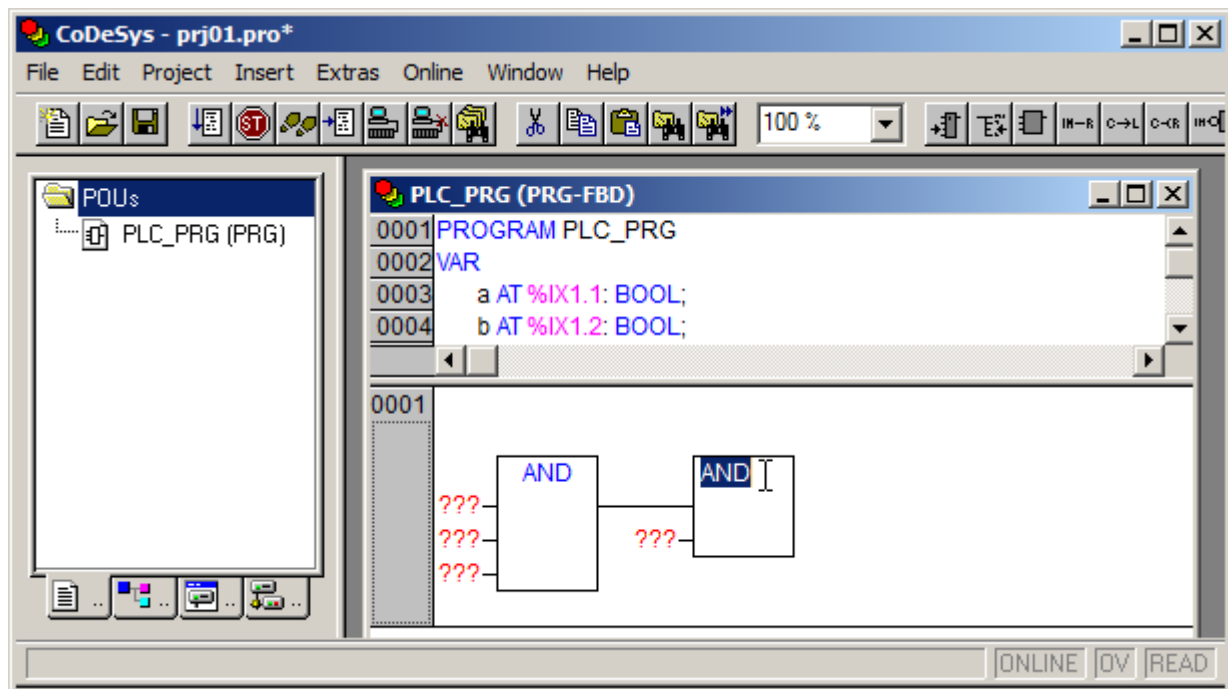 CoDeSys - prj01.pro*
File Edit Project Insert Extras Online Window Help
ST 100 % IN-R C→L C-(R
POUs
PLC_PRG (PRG)
PLC_PRG (PRG-FBD)
0001 PROGRAM PLC_PRG
0002 VAR
0003 a AT %IX1.1: BOOL;
0004 b AT %IX1.2: BOOL;
0001
AND AND
???
??? ???
???
.. .. .. ..
ONLINE OV READ